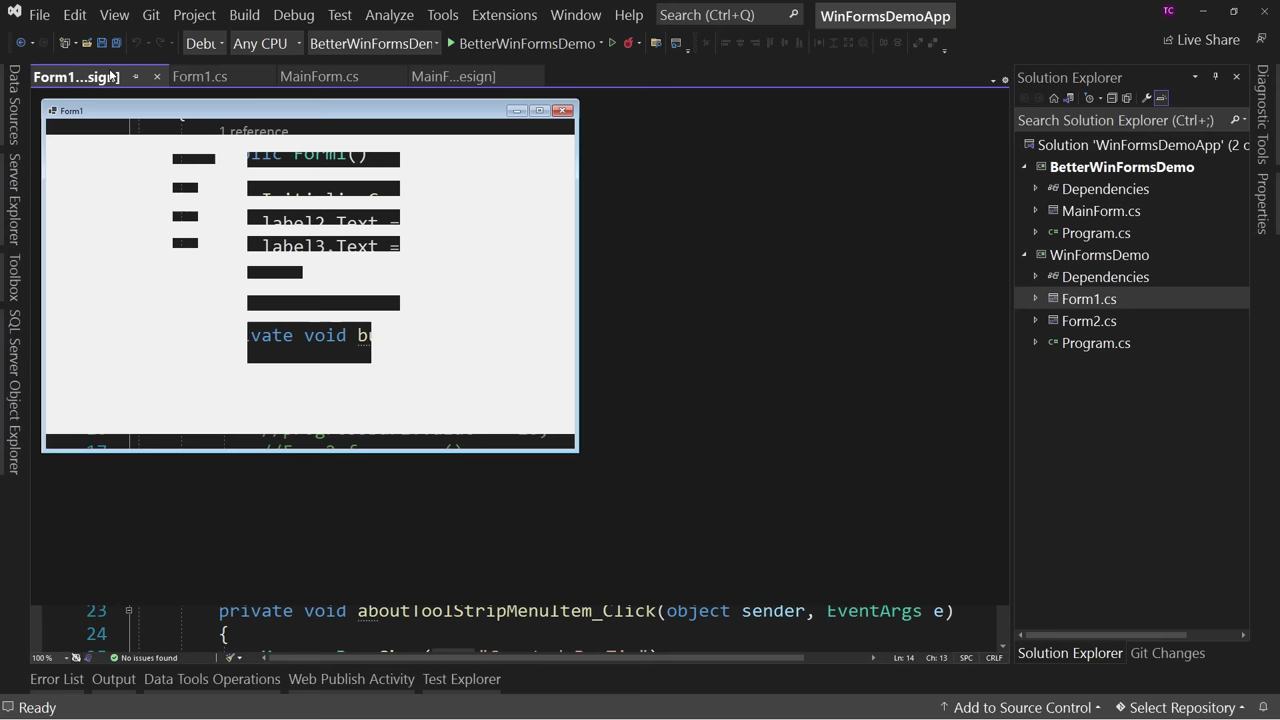 File Edit View Git Project Build Debug Test Analyze Tools Extensions Window Help Search (Ctrl+Q) WinFormsDemoApp TC
Debu Any CPU BetterWinFormsDen BetterWinFormsDemo Live Share
Form1...sign] Form1.cs MainForm.cs MainF...esign]
Form1
1 reference
Form1()
label2.Text =
label3.Text =
vate void bu
23 private void aboutToolStripMenuItem_Click(object sender, EventArgs e)
24 {
100% No issues found Ln: 14 Ch: 13 SPC CRLF
Data Sources
Server Explorer
Toolbox
SQL Server Object Explorer
Solution Explorer
Search Solution Explorer (Ctrl+;)
Solution 'WinFormsDemoApp' (2 c
BetterWinFormsDemo
Dependencies
MainForm.cs
Program.cs
WinFormsDemo
Dependencies
Form1.cs
Form2.cs
Program.cs
Solution Explorer Git Changes
Diagnostic Tools
Properties
Error List Output Data Tools Operations Web Publish Activity Test Explorer
Ready Add to Source Control Select Repository